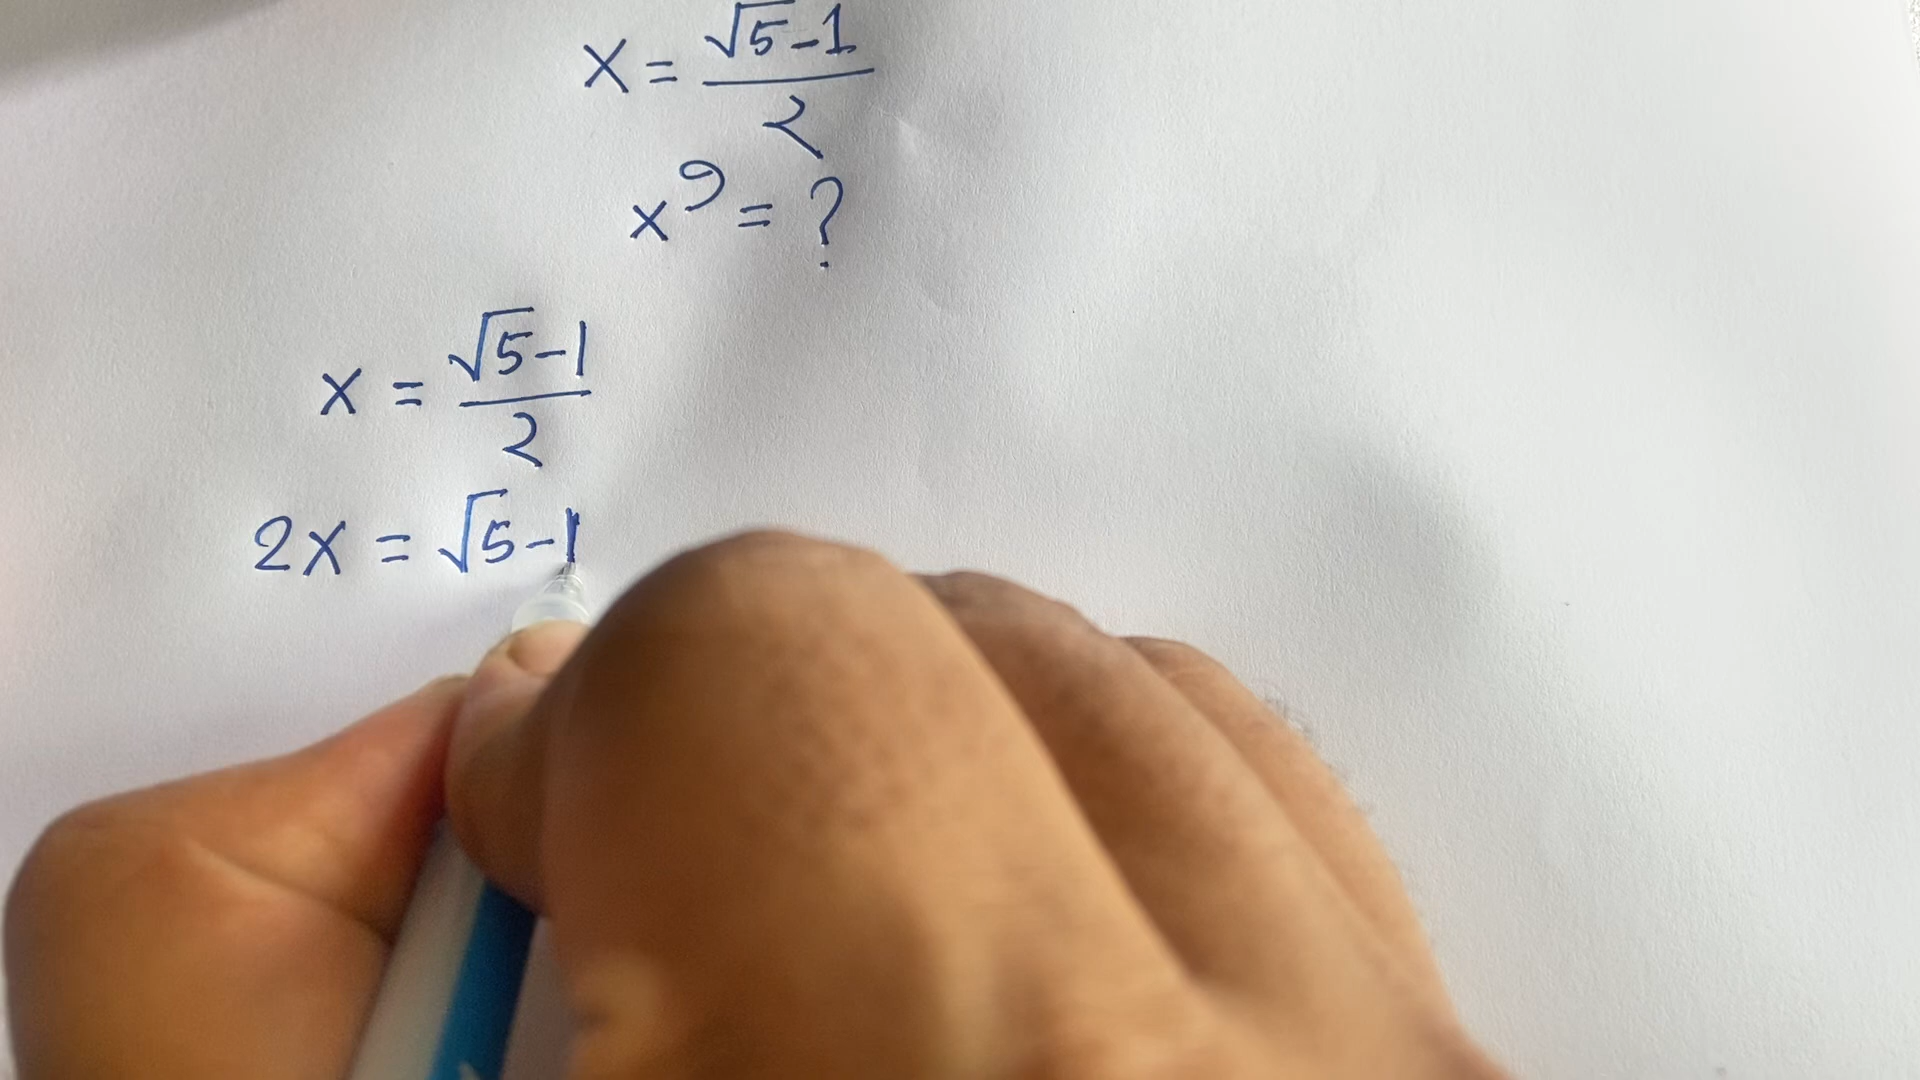 x = √5-1
2
x⁹ = ?
x = √5-1
2
2x = √5-1